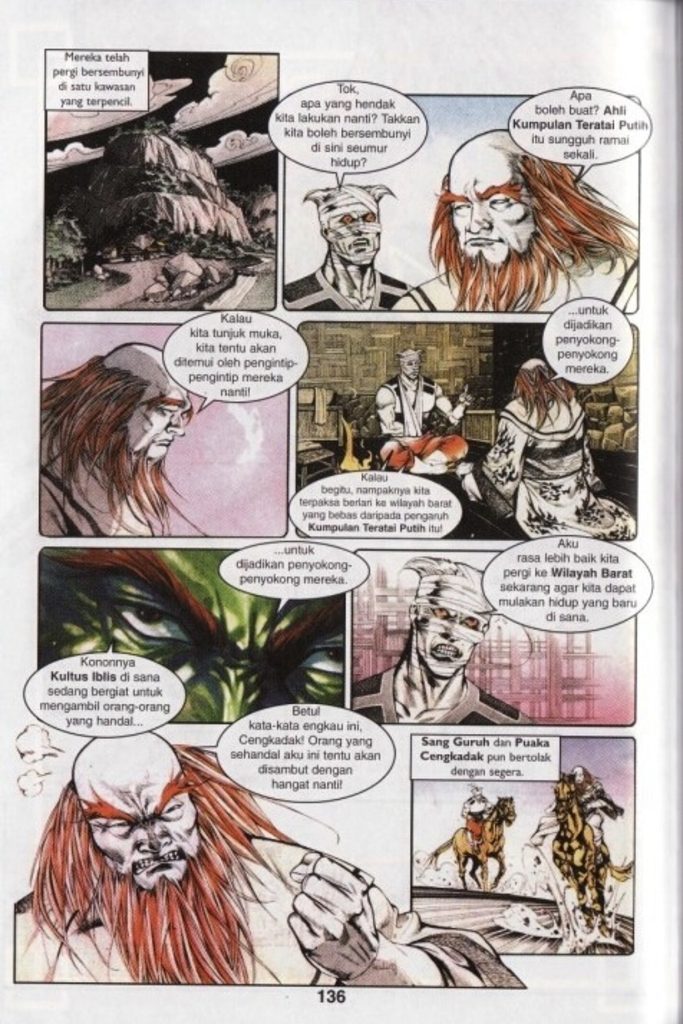 Mereka telah
pergi bersembunyi
di satu kawasan
yang terpencil.
Tok,
apa yang hendak
kita lakukan nanti? Takkan
kita boleh bersembunyi
di sini seumur
hidup?
Apa
boleh buat? Ahli
Kumpulan Teratai Putih
itu sungguh ramai
sekali.
Kalau
kita tunjuk muka,
kita tentu akan
ditemui oleh pengintip-
pengintip mereka
nanti!
...untuk
dijadikan
penyokong-
penyokong
mereka.
Kalau
begitu, nampaknya kita
terpaksa berlari ke wilayah barat
yang bebas daripada pengaruh
Kumpulan Teratai Putih itu!
...untuk
dijadikan penyokong-
penyokong mereka.
Kononnya
Kultus Iblis di sana
sedang bergiat untuk
mengambil orang-orang
yang handal...
Aku
rasa lebih baik kita
pergi ke Wilayah Barat
sekarang agar kita dapat
mulakan hidup yang baru
di sana.
Betul
kata-kata engkau ini,
Cengkadak! Orang yang
sehandal aku ini tentu
disambut dengan
hangat nanti!
Sang Guruh dan Puaka
Cengkadak pun bertolak
dengan segera.
136